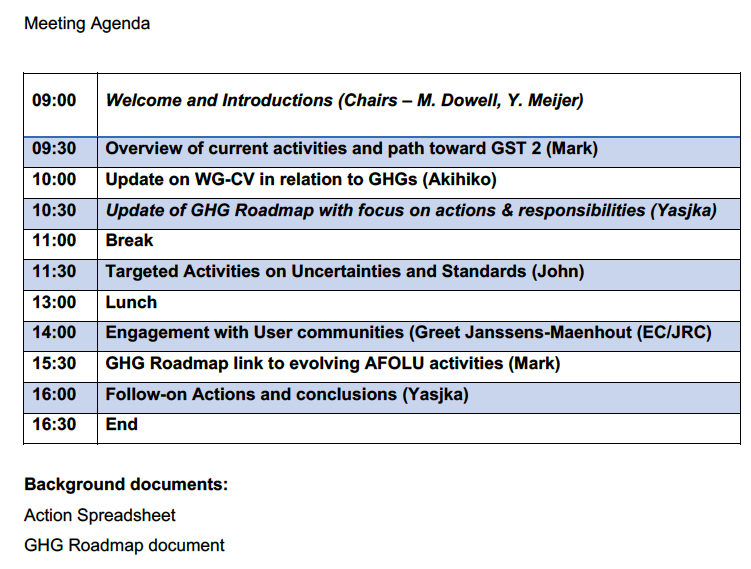 Meeting Agenda
09:00 Welcome and Introductions (Chairs – M. Dowell, Y. Meijer)
09:30 Overview of current activities and path toward GST 2 (Mark)
10:00 Update on WG-CV in relation to GHGs (Akihiko)
10:30 Update of GHG Roadmap with focus on actions & responsibilities (Yasjka)
11:00 Break
11:30 Targeted Activities on Uncertainties and Standards (John)
13:00 Lunch
14:00 Engagement with User communities (Greet Janssens-Maenhout (EC/JRC)
15:30 GHG Roadmap link to evolving AFOLU activities (Mark)
16:00 Follow-on Actions and conclusions (Yasjka)
16:30 End
Background documents:
Action Spreadsheet
GHG Roadmap document